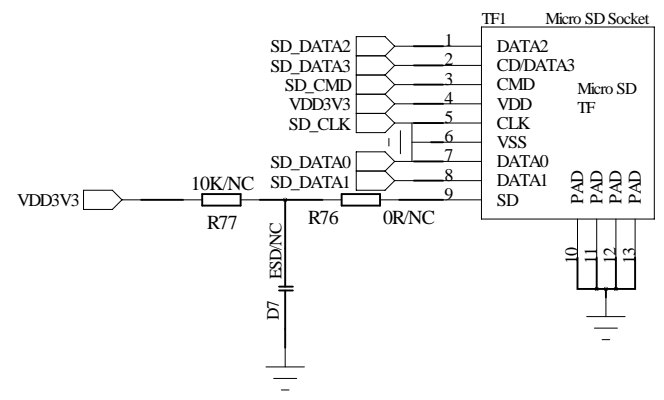 TF1 Micro SD Socket
SD_DATA2 1 DATA2
SD_DATA3 2 CD/DATA3
SD_CMD 3 CMD
VDD3V3 4 VDD
SD_CLK 5 CLK
6 VSS
SD_DATA0 7 DATA0
SD_DATA1 8 DATA1
9 SD
Micro SD
TF
PAD PAD PAD PAD
10 11 12 13
VDD3V3
10K/NC
R77
R76
0R/NC
ESD/NC
D7